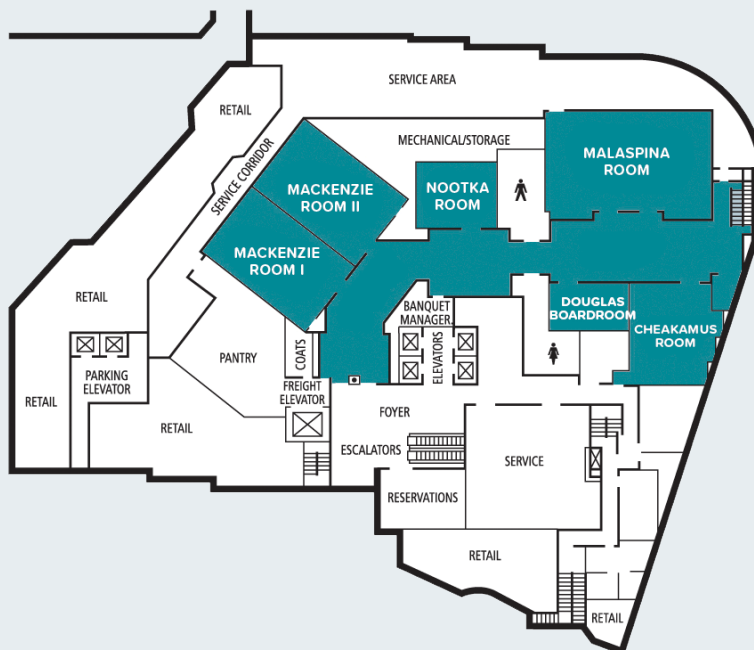 SERVICE AREA
RETAIL
MECHANICAL/STORAGE
MALASPINA
ROOM
SERVICE CORRIDOR
MACKENZIE
ROOM II
NOOTKA
ROOM
MACKENZIE
ROOM I
RETAIL
BANQUET
MANAGER
DOUGLAS
BOARDROOM
CHEAKAMUS
ROOM
PANTRY
COATS
ELEVATORS
PARKING
ELEVATOR
FREIGHT
ELEVATOR
RETAIL
FOYER
RETAIL
ESCALATORS
SERVICE
RESERVATIONS
RETAIL
RETAIL